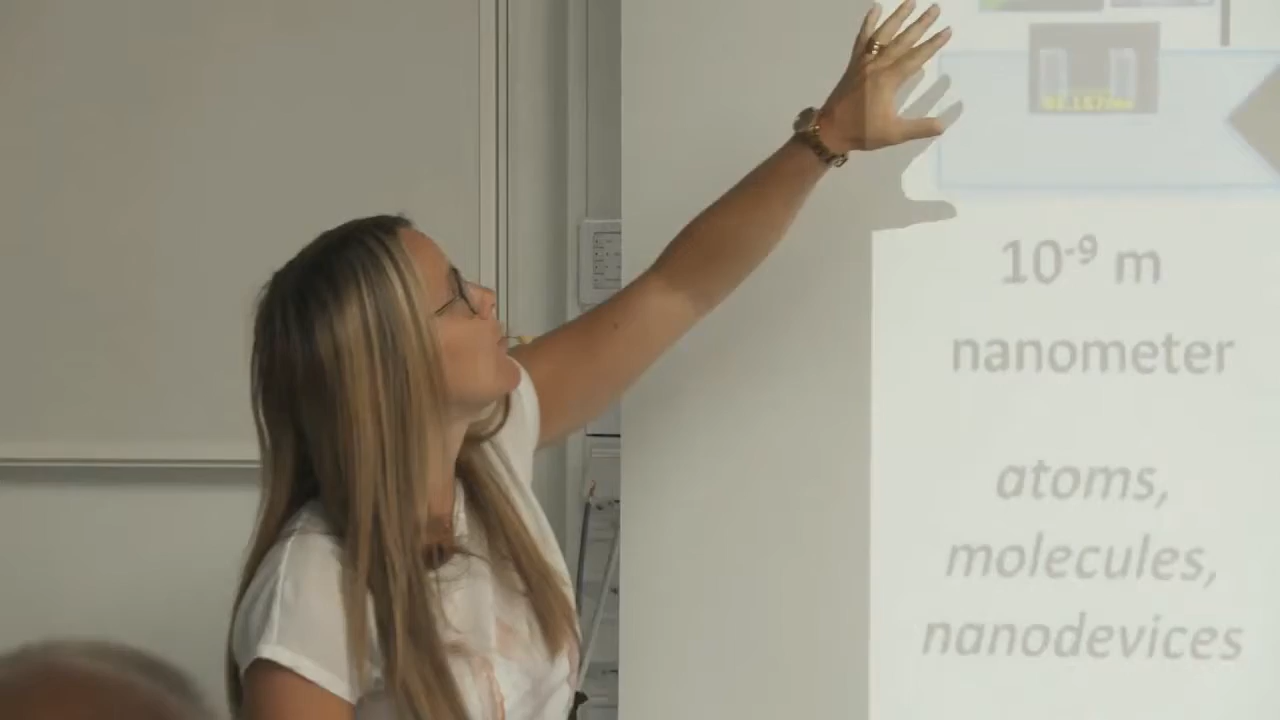 10⁻⁹ m
nanometer
atoms,
molecules,
nanodevices